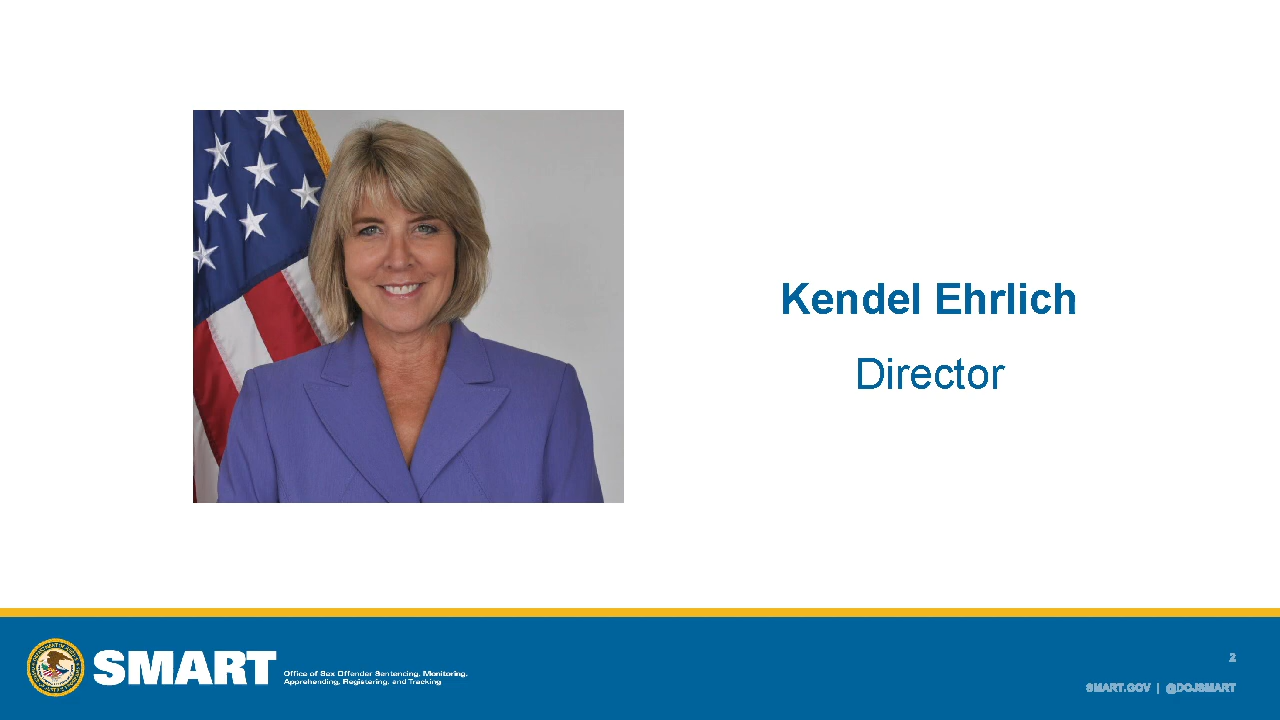 Kendel Ehrlich
Director
SMART
Office of Sex Offender Sentencing, Monitoring,
Apprehending, Registering, and Tracking
2
SMART.GOV | @DOJSMART